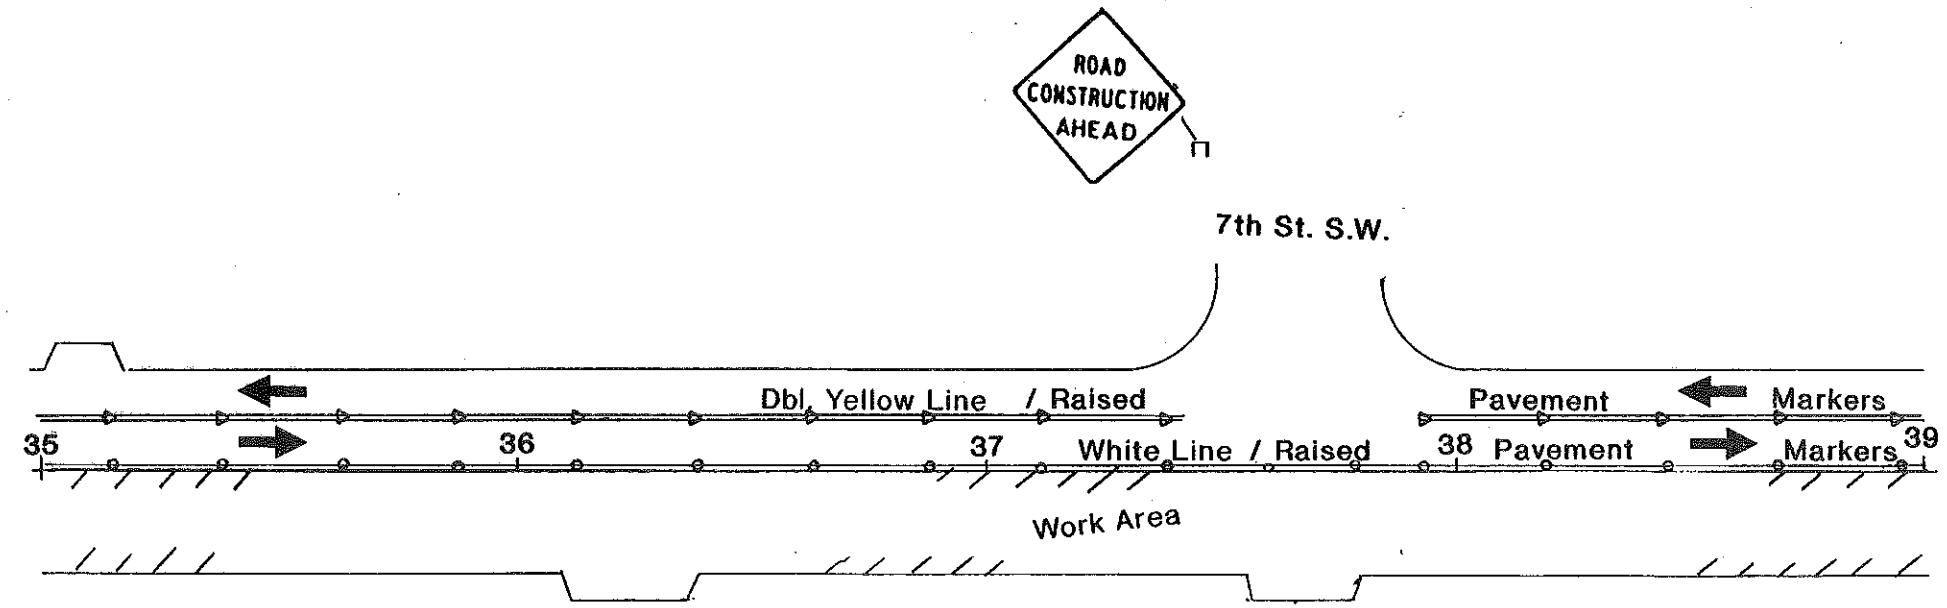 ROAD
CONSTRUCTION
AHEAD
7th St. S.W.
Dbl. Yellow Line / Raised Pavement Markers
35 36 37 White Line / Raised 38 Pavement Markers 39
Work Area